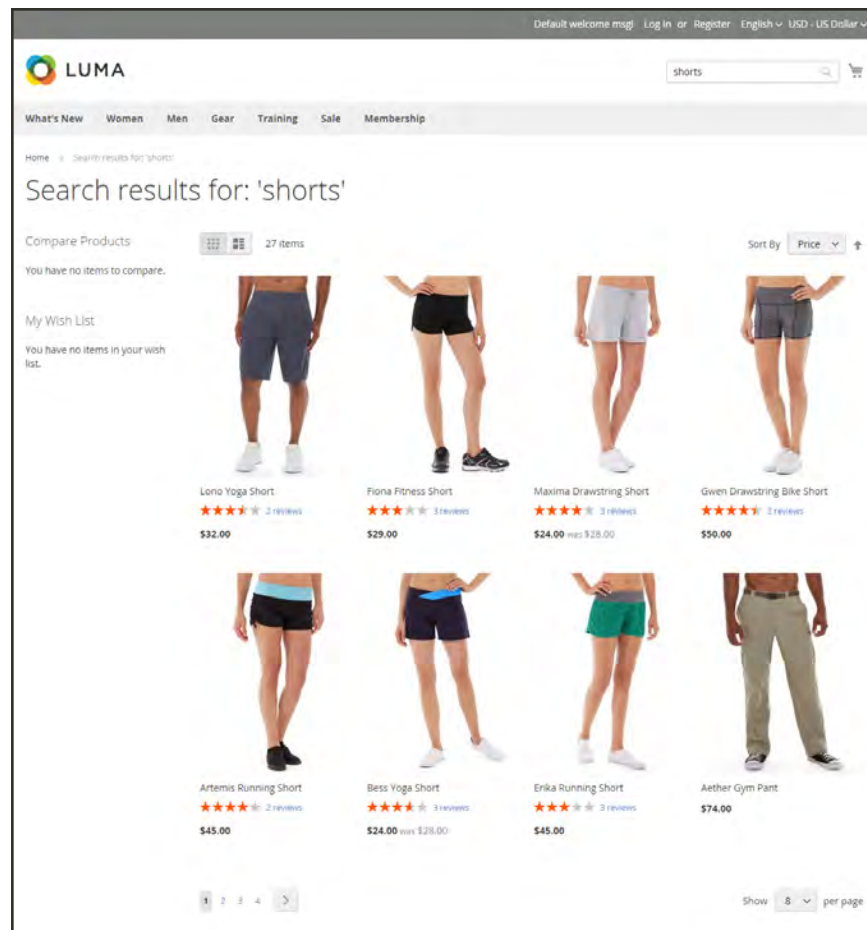 Default welcome msg! Log in or Register English USD - US Dollar
LUMA
shorts
What's New Women Men Gear Training Sale Membership
Home Search results for: 'shorts'
Search results for: 'shorts'
Compare Products
27 items
Sort By Price
You have no items to compare.
My Wish List
You have no items in your wish
list.
Lono Yoga Short Fiona Fitness Short Maxima Drawstring Short Gwen Drawstring Bike Short
2 reviews 3 reviews 3 reviews 3 reviews
$32.00 $29.00 $24.00 was $28.00 $50.00
Artemis Running Short Bess Yoga Short Erika Running Short Aether Gym Pant
2 reviews 3 reviews 3 reviews
$74.00
$45.00 $24.00 was $28.00 $45.00
1 2 3 4
Show 8 per page